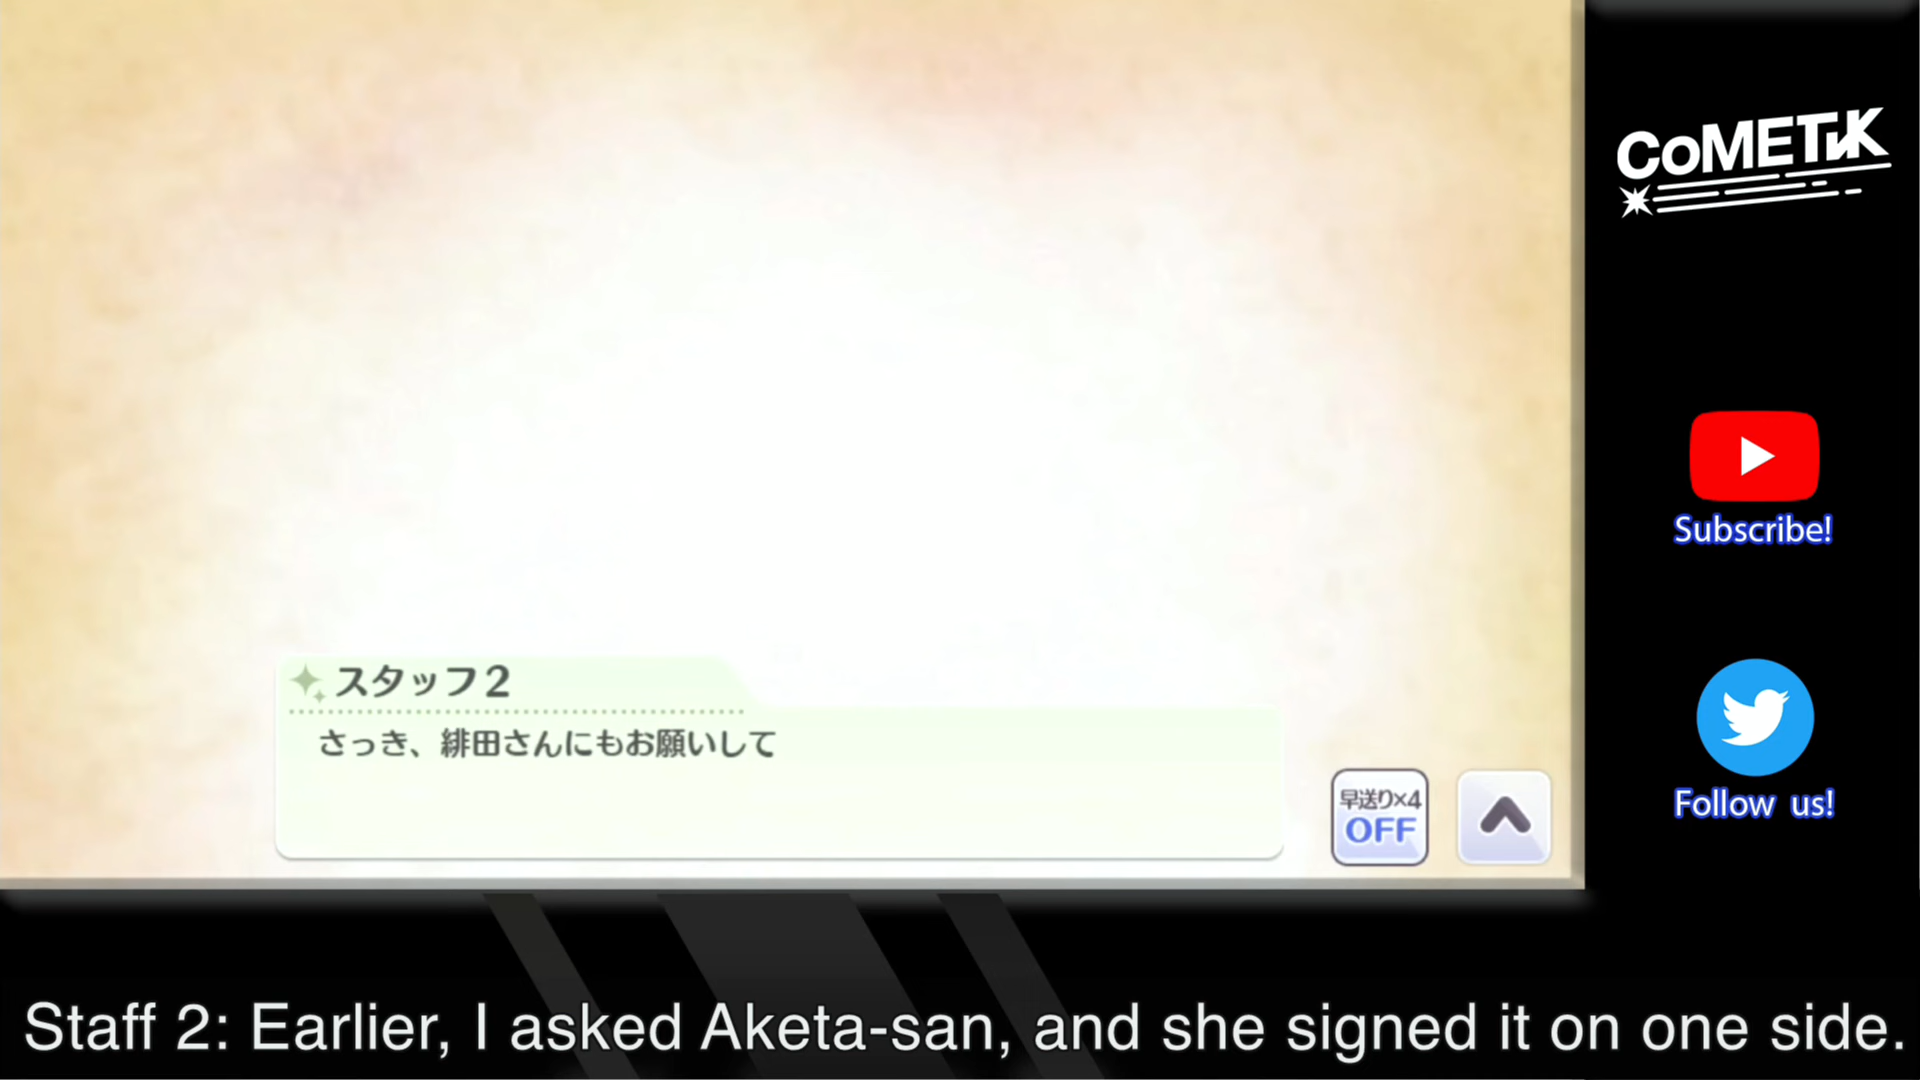 CoMETIK
Subscribe!
スタッフ2
さっき、緋田さんにもお願いして
早送り×4
OFF
Follow us!
Staff 2: Earlier, I asked Aketa-san, and she signed it on one side.